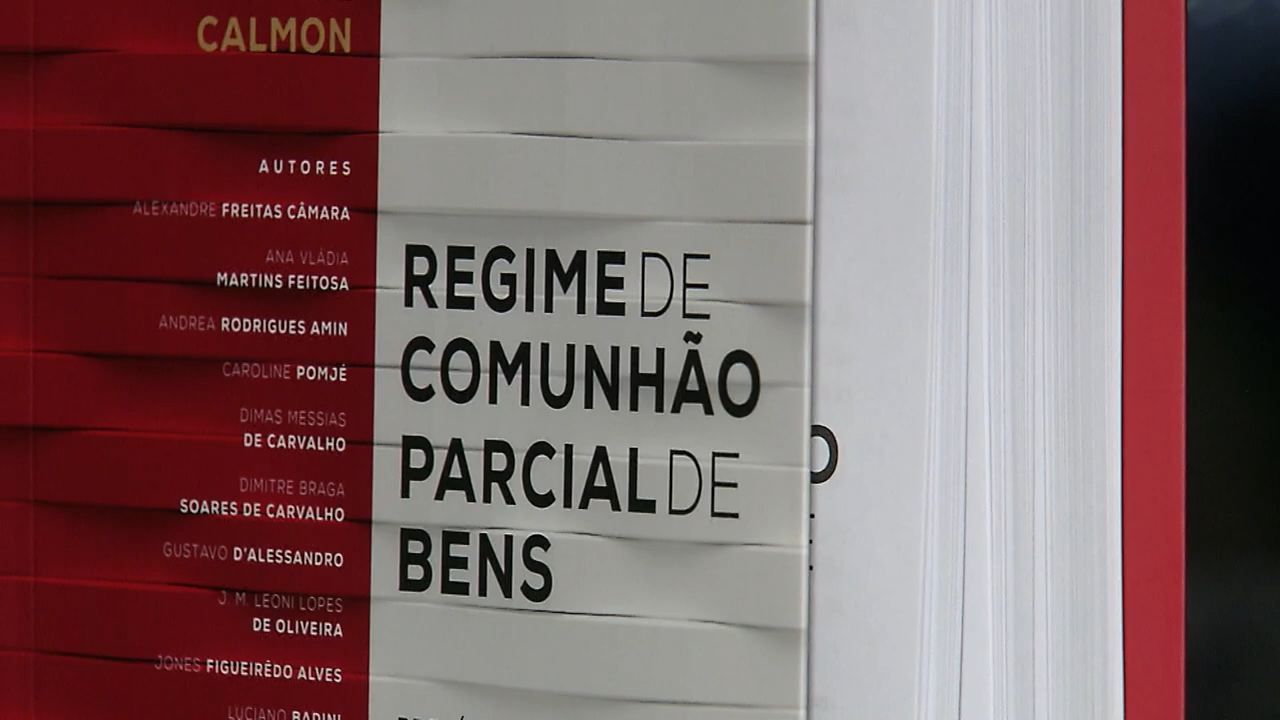 CALMON
AUTORES
ALEXANDRE FREITAS CÂMARA
ANA VLÁDIA
MARTINS FEITOSA
ANDREA RODRIGUES AMIN
CAROLINE POMJÉ
DIMAS MESSIAS
DE CARVALHO
DIMITRE BRAGA
SOARES DE CARVALHO
GUSTAVO D'ALESSANDRO
J. M. LEONI LOPES
DE OLIVEIRA
JONES FIGUEIRÊDO ALVES
LUCIANO BADINI
REGIME DE
COMUNHÃO
PARCIAL DE
BENS